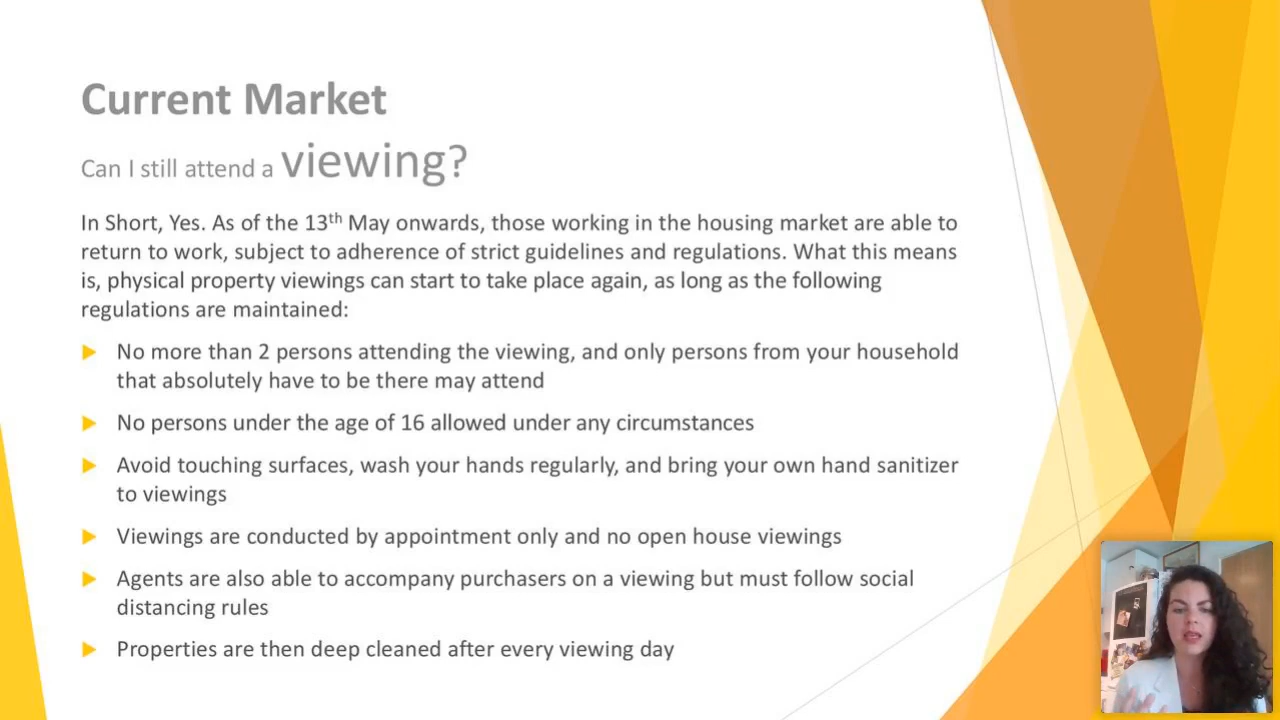 Current Market
Can I still attend a viewing?
In Short, Yes. As of the 13th May onwards, those working in the housing market are able to
return to work, subject to adherence of strict guidelines and regulations. What this means
is, physical property viewings can start to take place again, as long as the following
regulations are maintained:
No more than 2 persons attending the viewing, and only persons from your household
that absolutely have to be there may attend
No persons under the age of 16 allowed under any circumstances
Avoid touching surfaces, wash your hands regularly, and bring your own hand sanitizer
to viewings
Viewings are conducted by appointment only and no open house viewings
Agents are also able to accompany purchasers on a viewing but must follow social
distancing rules
Properties are then deep cleaned after every viewing day